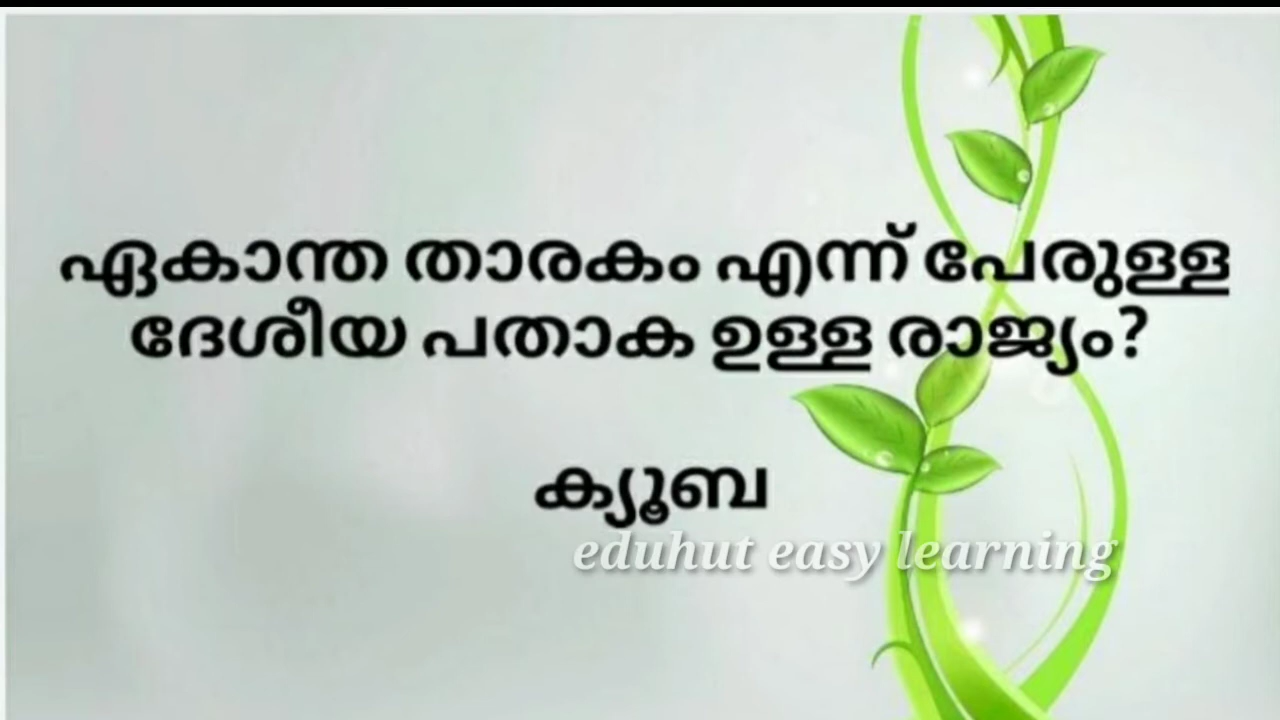 ഏകാന്ത താരകം എന്ന് പേരുള്ള
ദേശീയ പതാക ഉള്ള രാജ്യം?
ക്യൂബ
eduhut easy learning